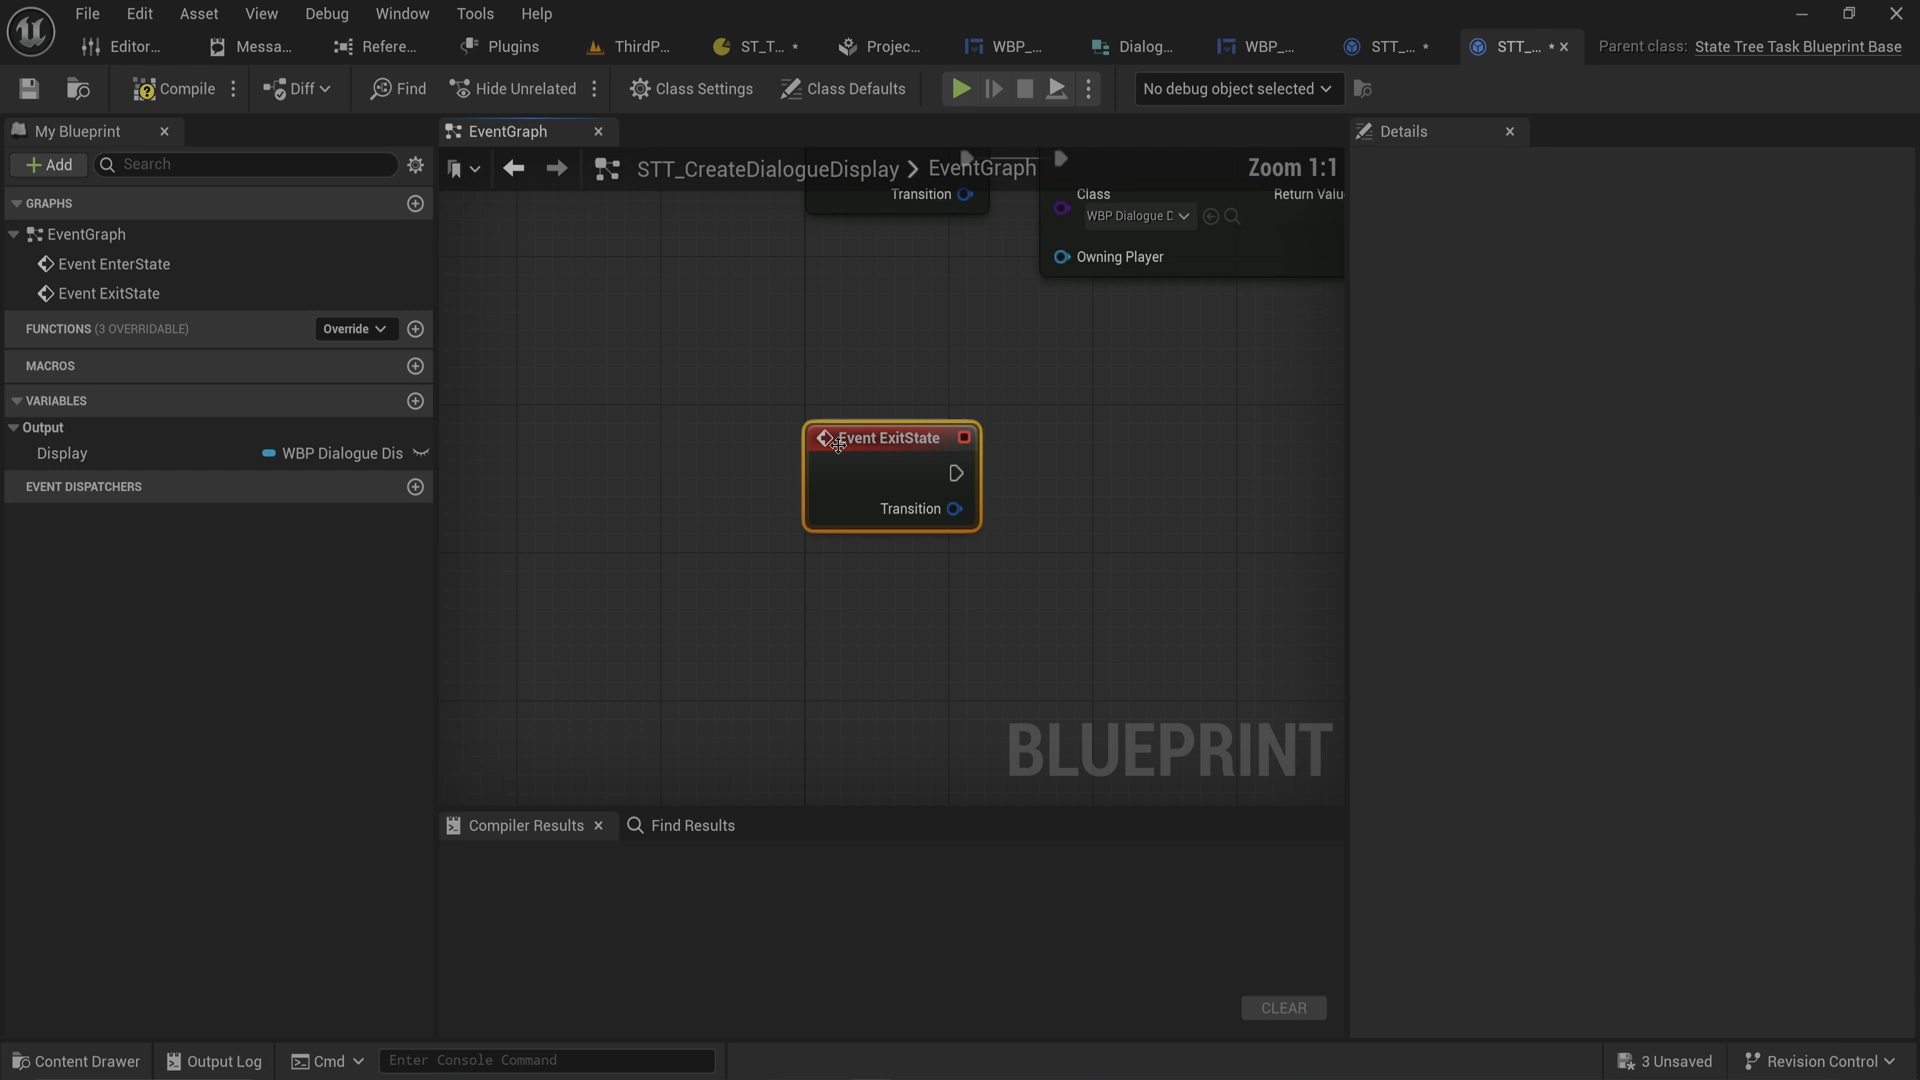 File Edit Asset View Debug Window Tools Help
Editor... Messa... Refere... Plugins ThirdP... ST_T... • Projec... WBP_... Dialog... WBP_... STT_... • STT_... • Parent class: State Tree Task Blueprint Base
Compile Diff Find Hide Unrelated Class Settings Class Defaults No debug object selected
My Blueprint
Add Search
GRAPHS
EventGraph
Event EnterState
Event ExitState
FUNCTIONS (3 OVERRIDABLE) Override
MACROS
VARIABLES
Output
Display WBP Dialogue Dis
EVENT DISPATCHERS
EventGraph
STT_CreateDialogueDisplay > EventGraph Zoom 1:1
Transition
Class Return Valu
WBP Dialogue D
Owning Player
Event ExitState
Transition
BLUEPRINT
Compiler Results Find Results
CLEAR
Details
Content Drawer Output Log Cmd Enter Console Command 3 Unsaved Revision Control